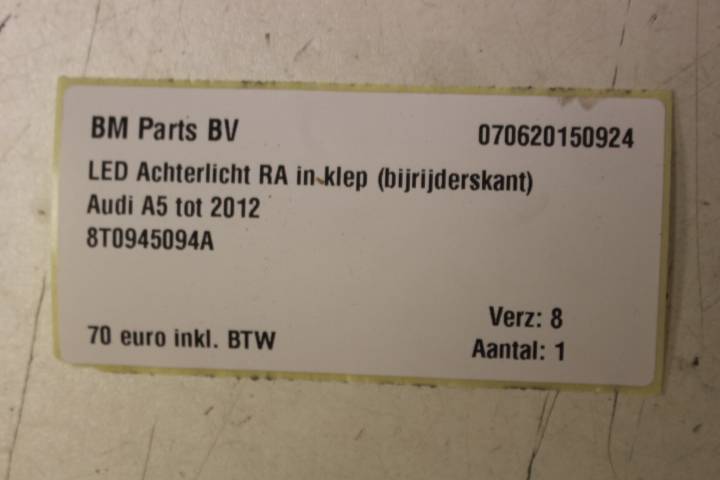 BM Parts BV 070620150924
LED Achterlicht RA in klep (bijrijderskant)
Audi A5 tot 2012
8T0945094A
Verz: 8
70 euro inkl. BTW Aantal: 1